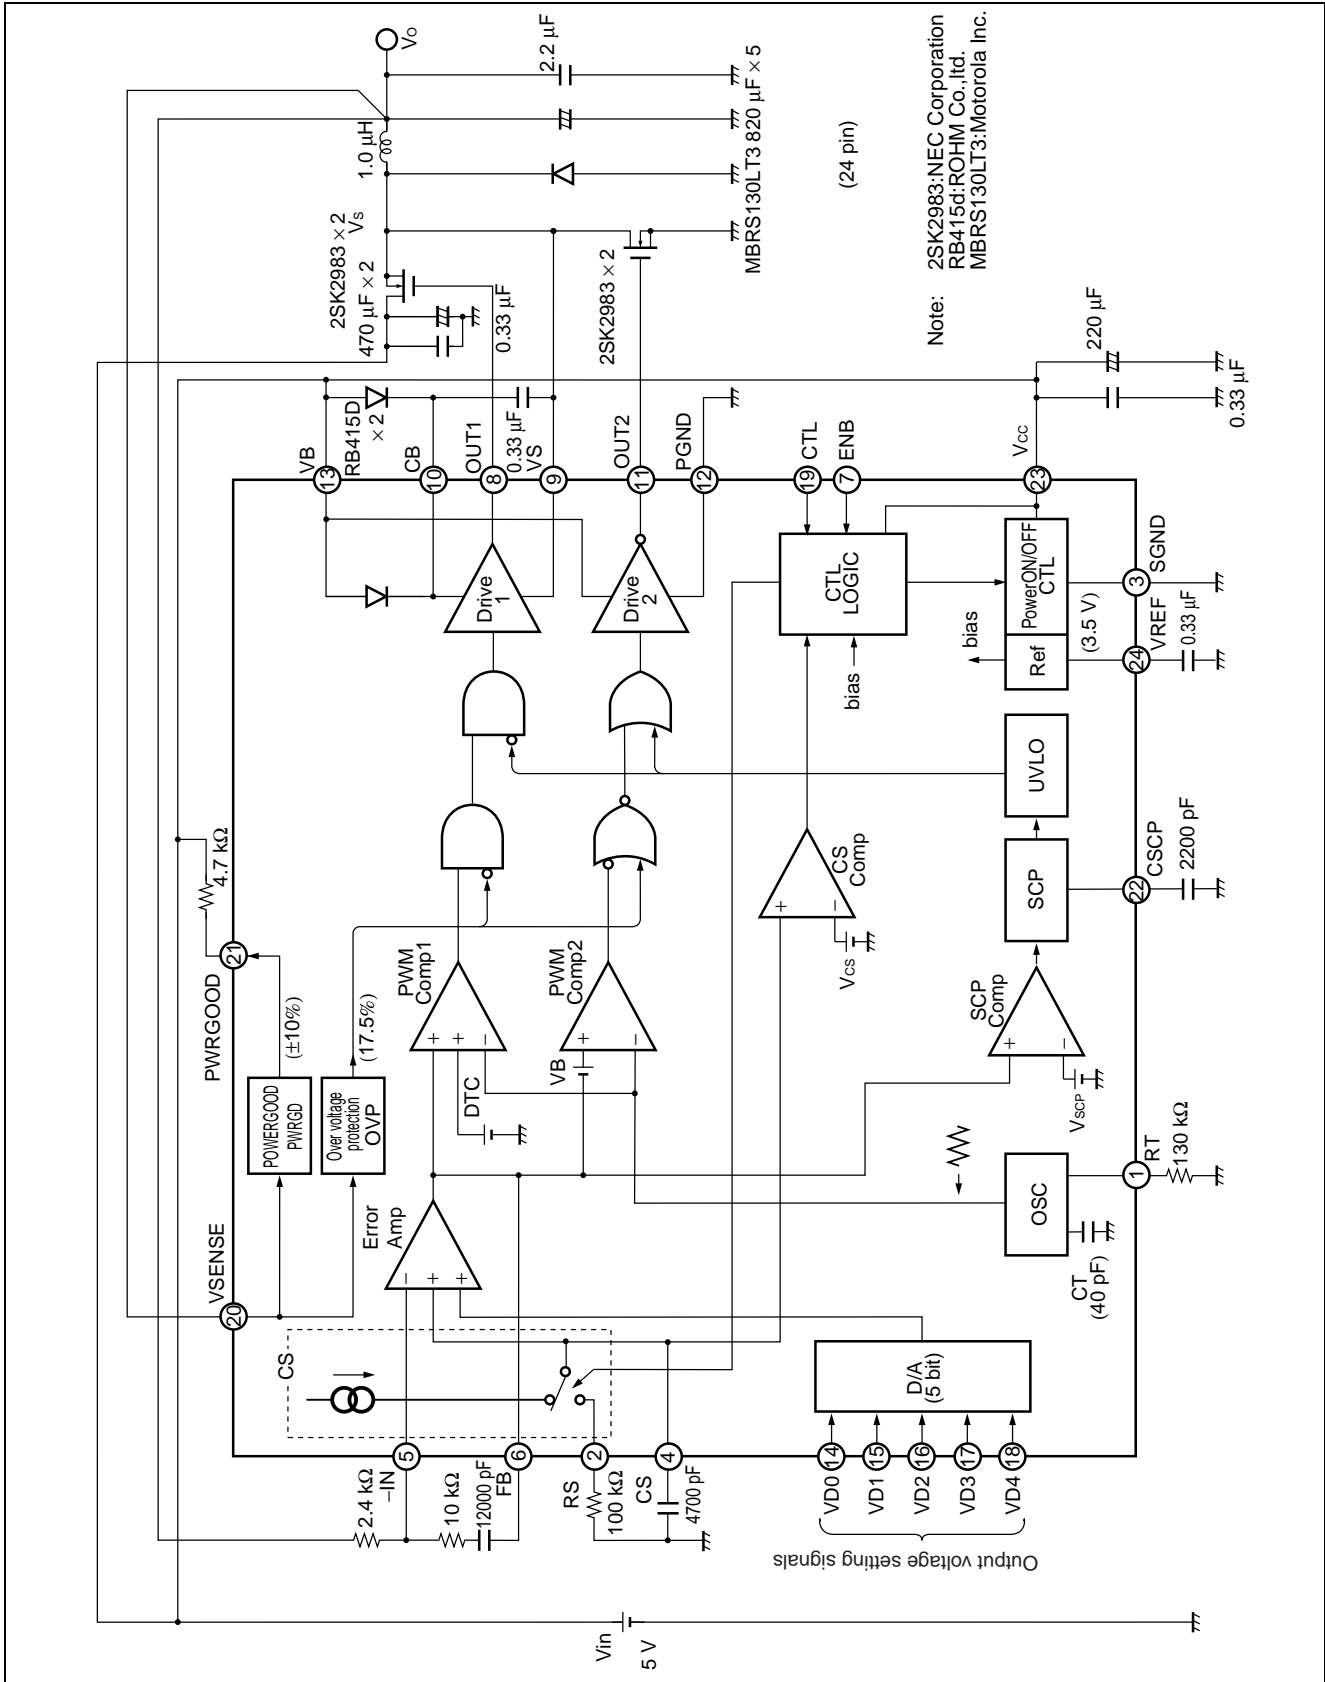 Vin
5 V
2.4 kΩ
–IN
10 kΩ
12000 pF
FB
RS
100 kΩ
CS
4700 pF
5
6
2
4
CS
VSENSE
20
POWERGOOD
PWRGD
Over voltage
protection
OVP
PWRGOOD
21
4.7 kΩ
(±10%)
(17.5%)
Error
Amp
−
+
+
DTC
PWM
Comp1
+
+
−
VB
PWM
Comp2
+
−
Drive
1
Drive
2
VB
13
RB415D
× 2
CB
10
OUT1
8
0.33 μF
VS
9
OUT2
11
PGND
12
CTL
19
ENB
7
VCC
23
2SK2983 × 2
VS
470 μF × 2
0.33 μF
1.0 μH
VO
2.2 μF
MBRS130LT3 820 μF × 5
2SK2983 × 2
(24 pin)
Note:
2SK2983:NEC Corporation
RB415d:ROHM Co.,ltd.
MBRS130LT3:Motorola Inc.
220 μF
0.33 μF
CTL
LOGIC
bias
PowerON/OFF
CTL
Ref
(3.5 V)
bias
SGND
3
VREF
24
0.33 μF
UVLO
SCP
CSCP
22
2200 pF
CS
Comp
+
−
VCS
SCP
Comp
+
−
VSCP
OSC
CT
(40 pF)
RT
1
130 kΩ
D/A
(5 bit)
14
15
16
17
18
VD0
VD1
VD2
VD3
VD4
Output voltage setting signals